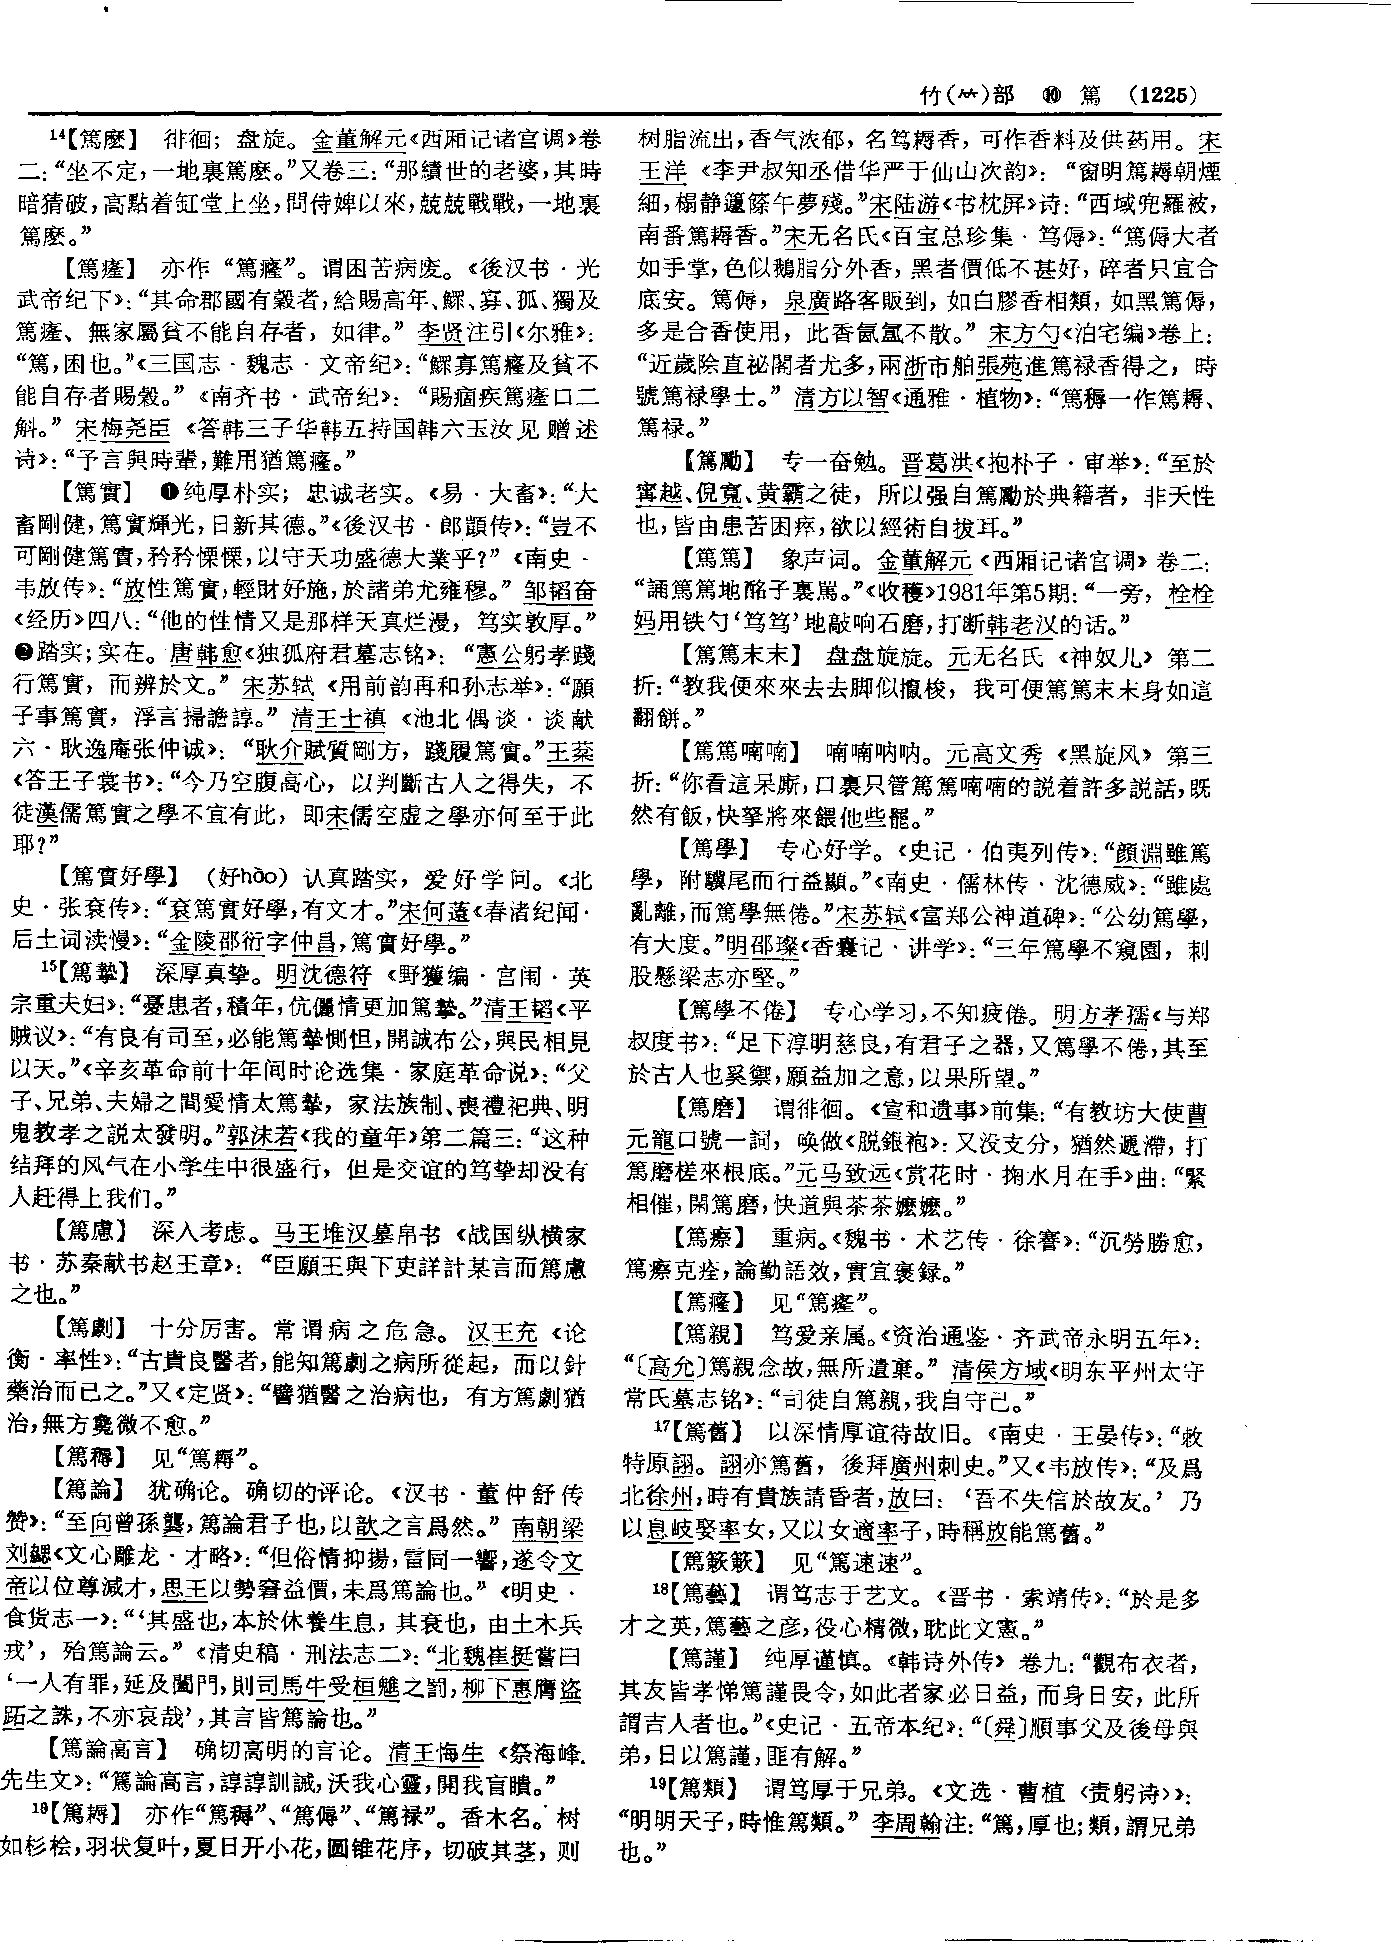 竹(⺮)部 ⑩ 篤 (1225)
14【篤麽】 徘徊；盘旋。金董解元《西厢记诸宫调》卷
二：“坐不定，一地裏篤麽。”又卷三：“那積世的老婆，其時
暗猜破，高點着缸堂上坐，問侍婢以來，兢兢戰戰，一地裏
篤麽。”
【篤癃】 亦作“篤癃”。谓困苦病废。《後汉书·光
武帝纪下》：“其命郡國有穀者，給賜高年、鰥、寡、孤、獨及
篤癃、無家屬貧不能自存者，如律。”李贤注引《尔雅》：
“篤，困也。”《三国志·魏志·文帝纪》：“鰥寡篤癃及貧不
能自存者賜穀。”《南齐书·武帝纪》：“賜痼疾篤癃口二
斛。”宋梅尧臣《答韩三子华韩五持国韩六玉汝见赠述
诗》：“予言與時輩，難用猶篤癃。”
【篤實】 ❶纯厚朴实；忠诚老实。《易·大畜》：“大
畜剛健，篤實輝光，日新其德。”《後汉书·郎顗传》：“豈不
可剛健篤實，矜矜慄慄，以守天功盛德大業乎？”《南史·
韦放传》：“放性篤實，輕財好施，於諸弟尤雍穆。”邹韬奋
《经历》四八：“他的性情又是那样天真烂漫，笃实敦厚。”
❷踏实；实在。唐韩愈《独孤府君墓志铭》：“憲公躬孝踐
行篤實，而辨於文。”宋苏轼《用前韵再和孙志举》：“願
子事篤實，浮言掃譫諄。”清王士禛《池北偶谈·谈献
六·耿逸庵张仲诚》：“耿介賦質剛方，踐履篤實。”王棻
《答王子裳书》：“今乃空腹高心，以判斷古人之得失，不
徒漢儒篤實之學不宜有此，即宋儒空虚之學亦何至于此
耶？”
【篤實好學】 （好hào）认真踏实，爱好学问。《北
史·张衮传》：“衮篤實好學，有文才。”宋何薳《春渚纪闻·
后土词渎慢》：“金陵邵衍字仲昌，篤實好學。”
15【篤摯】 深厚真挚。明沈德符《野獲编·宫闱·英
宗重夫妇》：“憂患者，積年，伉儷情更加篤摯。”清王韬《平
贼议》：“有良有司至，必能篤摯惻怛，開誠布公，與民相見
以天。”《辛亥革命前十年间时论选集·家庭革命说》：“父
子、兄弟、夫婦之間愛情太篤摯，家法族制、喪禮祀典、明
鬼教孝之説太發明。”郭沫若《我的童年》第二篇三：“这种
结拜的风气在小学生中很盛行，但是交谊的笃挚却没有
人赶得上我们。”
【篤慮】 深入考虑。马王堆汉墓帛书《战国纵横家
书·苏秦献书赵王章》：“臣願王與下吏詳計某言而篤慮
之也。”
【篤劇】 十分厉害。常谓病之危急。汉王充《论
衡·率性》：“古貴良醫者，能知篤劇之病所從起，而以針
藥治而已之。”又《定贤》：“譬猶醫之治病也，有方篤劇猶
治，無方毚微不愈。”
【篤穪】 见“篤耨”。
【篤論】 犹确论。确切的评论。《汉书·董仲舒传
赞》：“至向曾孫龔，篤論君子也，以歆之言爲然。”南朝梁
刘勰《文心雕龙·才略》：“但俗情抑揚，雷同一響，遂令文
帝以位尊減才，思王以勢窘益價，未爲篤論也。”《明史·
食货志一》：“‘其盛也，本於休養生息，其衰也，由土木兵
戎’，殆篤論云。”《清史稿·刑法志二》：“北魏崔挺嘗曰
‘一人有罪，延及闔門，則司馬牛受桓魋之罰，柳下惠膺盜
跖之誅，不亦哀哉’，其言皆篤論也。”
【篤論高言】 确切高明的言论。清王悔生《祭海峰
先生文》：“篤論高言，諄諄訓誡，沃我心靈，開我盲瞶。”
16【篤耨】 亦作“篤穪”、“篤傉”、“篤禄”。香木名。树
如杉桧，羽状复叶，夏日开小花，圆锥花序，切破其茎，则
树脂流出，香气浓郁，名笃耨香，可作香料及供药用。宋
王洋《李尹叔知丞借华严于仙山次韵》：“窗明篤耨朝煙
細，榻静籧篨午夢殘。”宋陆游《书枕屏》诗：“西域兜羅被，
南番篤耨香。”宋无名氏《百宝总珍集·笃傉》：“篤傉大者
如手掌，色似鵝脂分外香，黑者價低不甚好，碎者只宜合
底安。篤傉，泉廣路客販到，如白膠香相類，如黑篤傉，
多是合香使用，此香氤氲不散。”宋方勺《泊宅编》卷上：
“近歲除直祕閣者尤多，兩浙市舶張苑進篤禄香得之，時
號篤禄學士。”清方以智《通雅·植物》：“篤穪一作篤耨、
篤禄。”
【篤勵】 专一奋勉。晋葛洪《抱朴子·审举》：“至於
甯越、倪寬、黄霸之徒，所以强自篤勵於典籍者，非天性
也，皆由患苦困瘁，欲以經術自拔耳。”
【篤篤】 象声词。金董解元《西厢记诸宫调》卷二：
“誦篤篤地酩子裏駡。”《收穫》1981年第5期：“一旁，栓栓
妈用铁勺‘笃笃’地敲响石磨，打断韩老汉的话。”
【篤篤末末】 盘盘旋旋。元无名氏《神奴儿》第二
折：“教我便來來去去脚似攛梭，我可便篤篤末末身如這
翻餅。”
【篤篤喃喃】 喃喃呐呐。元高文秀《黑旋风》第三
折：“你看這呆廝，口裏只管篤篤喃喃的説着許多説話，既
然有飯，快拏將來餵他些罷。”
【篤學】 专心好学。《史记·伯夷列传》：“顔淵雖篤
學，附驥尾而行益顯。”《南史·儒林传·沈德威》：“雖處
亂離，而篤學無倦。”宋苏轼《富郑公神道碑》：“公幼篤學，
有大度。”明邵璨《香囊记·讲学》：“三年篤學不窺園，刺
股懸梁志亦堅。”
【篤學不倦】 专心学习，不知疲倦。明方孝孺《与郑
叔度书》：“足下淳明慈良，有君子之器，又篤學不倦，其至
於古人也奚禦，願益加之意，以果所望。”
【篤磨】 谓徘徊。《宣和遗事》前集：“有教坊大使曹
元寵口號一詞，唤做《脱銀袍》：又没支分，猶然遞滯，打
篤磨槎來根底。”元马致远《赏花时·掬水月在手》曲：“緊
相催，閑篤磨，快道與茶茶嬷嬷。”
【篤瘵】 重病。《魏书·术艺传·徐謇》：“沉勞勝愈，
篤瘵克痊，論勤語效，實宜褒録。”
【篤癃】 见“篤癃”。
【篤親】 笃爱亲属。《资治通鉴·齐武帝永明五年》：
“〔高允〕篤親念故，無所遺棄。”清侯方域《明东平州太守
常氏墓志铭》：“司徒自篤親，我自守己。”
17【篤舊】 以深情厚谊待故旧。《南史·王晏传》：“敕
特原詡。詡亦篤舊，後拜廣州刺史。”又《韦放传》：“及爲
北徐州，時有貴族請昏者，放曰：‘吾不失信於故友。’乃
以息岐娶率女，又以女適率子，時稱放能篤舊。”
【篤簌簌】 见“篤速速”。
18【篤藝】 谓笃志于艺文。《晋书·索靖传》：“於是多
才之英，篤藝之彦，役心精微，耽此文憲。”
【篤謹】 纯厚谨慎。《韩诗外传》卷九：“觀布衣者，
其友皆孝悌篤謹畏令，如此者家必日益，而身日安，此所
謂吉人者也。”《史记·五帝本纪》：“〔舜〕順事父及後母與
弟，日以篤謹，匪有解。”
19【篤類】 谓笃厚于兄弟。《文选·曹植〈责躬诗〉》：
“明明天子，時惟篤類。”李周翰注：“篤，厚也；類，謂兄弟
也。”